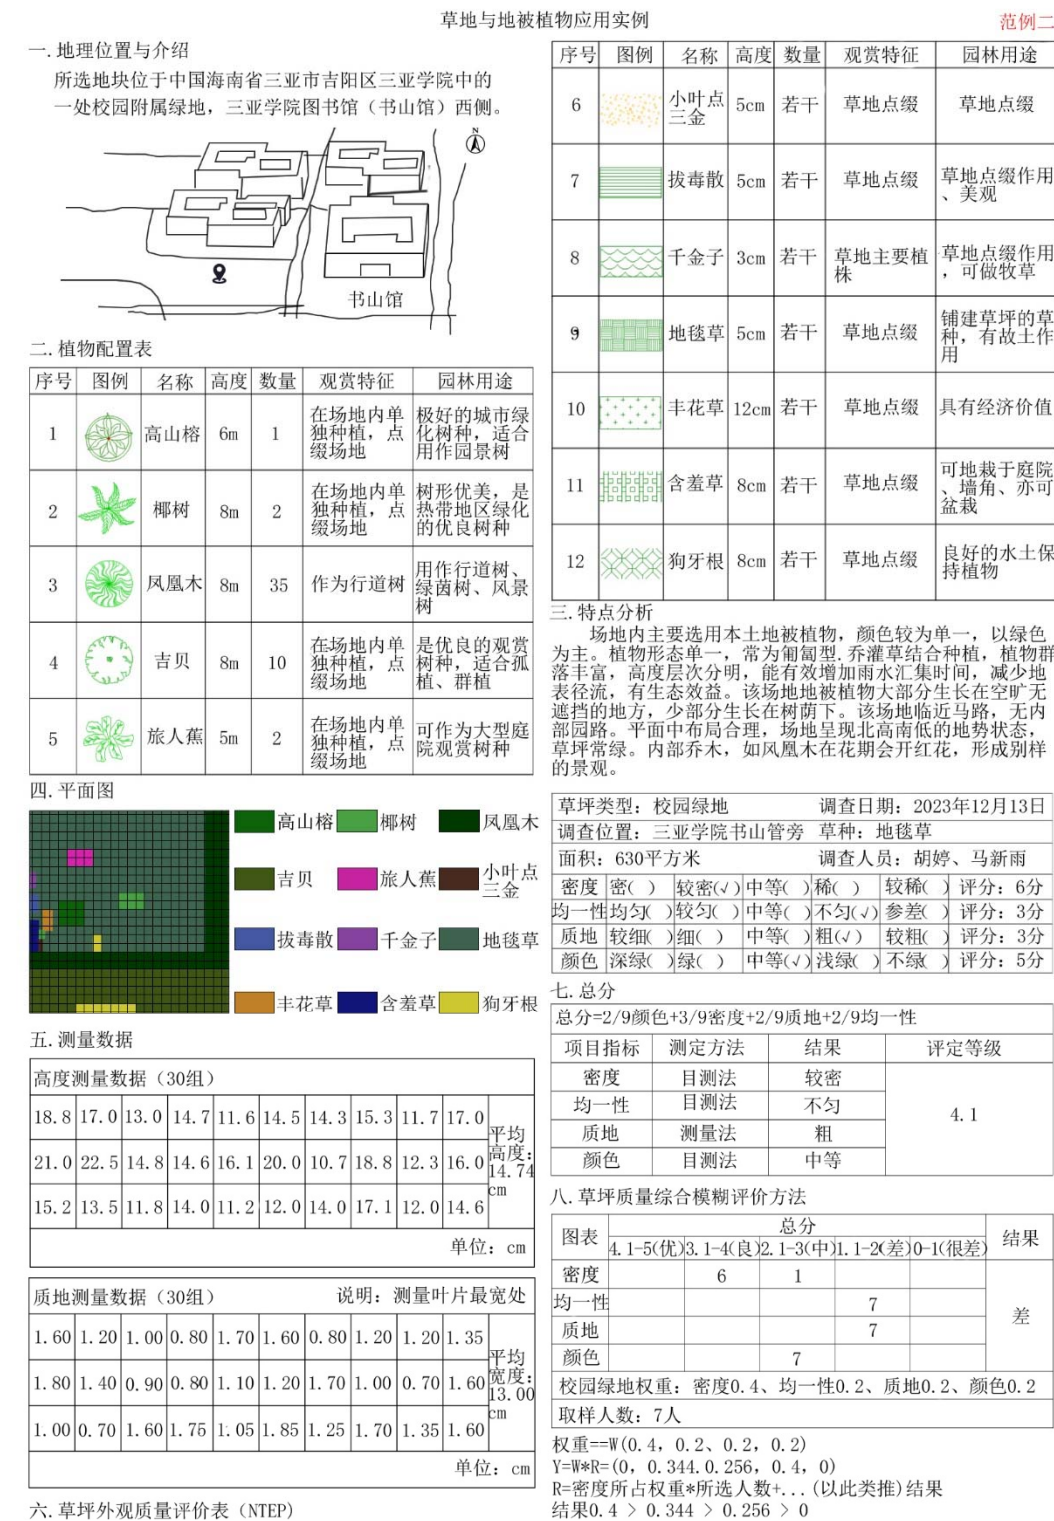 草地与地被植物应用实例
范例二
一.地理位置与介绍
所选地块位于中国海南省三亚市吉阳区三亚学院中的
一处校园附属绿地，三亚学院图书馆（书山馆）西侧。
N
书山馆
二.植物配置表
序号 图例 名称 高度 数量 观赏特征 园林用途
1 高山榕 6m 1 在场地内单独种植，点缀场地 极好的城市绿化树种，适合用作园景树
2 椰树 8m 2 在场地内单独种植，点缀场地 树形优美，是热带地区绿化的优良树种
3 凤凰木 8m 35 作为行道树 用作行道树、绿茵树、风景树
4 吉贝 8m 10 在场地内单独种植，点缀场地 是优良的观赏树种，适合孤植、群植
5 旅人蕉 5m 2 在场地内单独种植，点缀场地 可作为大型庭院观赏树种
四.平面图
高山榕 椰树 凤凰木
吉贝 旅人蕉 小叶点三金
拔毒散 千金子 地毯草
丰花草 含羞草 狗牙根
五.测量数据
高度测量数据（30组）
18.8 17.0 13.0 14.7 11.6 14.5 14.3 15.3 11.7 17.0
21.0 22.5 14.8 14.6 16.1 20.0 10.7 18.8 12.3 16.0
15.2 13.5 11.8 14.0 11.2 12.0 14.0 17.1 12.0 14.6
平均高度：14.74cm
单位：cm
质地测量数据（30组） 说明：测量叶片最宽处
1.60 1.20 1.00 0.80 1.70 1.60 0.80 1.20 1.20 1.35
1.80 1.40 0.90 0.80 1.10 1.20 1.70 1.00 0.70 1.60
1.00 0.70 1.60 1.75 1.05 1.85 1.25 1.70 1.35 1.60
平均宽度：13.00cm
单位：cm
六.草坪外观质量评价表（NTEP）
序号 图例 名称 高度 数量 观赏特征 园林用途
6 小叶点三金 5cm 若干 草地点缀 草地点缀
7 拔毒散 5cm 若干 草地点缀 草地点缀作用、美观
8 千金子 3cm 若干 草地主要植株 草地点缀作用，可做牧草
9 地毯草 5cm 若干 草地点缀 铺建草坪的草种，有故土作用
10 丰花草 12cm 若干 草地点缀 具有经济价值
11 含羞草 8cm 若干 草地点缀 可地栽于庭院、墙角、亦可盆栽
12 狗牙根 8cm 若干 草地点缀 良好的水土保持植物
三.特点分析
场地内主要选用本土地被植物，颜色较为单一，以绿色
为主。植物形态单一，常为匍匐型.乔灌草结合种植，植物群
落丰富，高度层次分明，能有效增加雨水汇集时间，减少地
表径流，有生态效益。该场地地被植物大部分生长在空旷无
遮挡的地方，少部分生长在树荫下。该场地临近马路，无内
部园路。平面中布局合理，场地呈现北高南低的地势状态，
草坪常绿。内部乔木，如凤凰木在花期会开红花，形成别样
的景观。
草坪类型：校园绿地 调查日期：2023年12月13日
调查位置：三亚学院书山管旁 草种：地毯草
面积：630平方米 调查人员：胡婷、马新雨
密度 密( ) 较密(√) 中等( ) 稀( ) 较稀( ) 评分：6分
均一性 均匀( ) 较匀( ) 中等( ) 不匀(√) 参差( ) 评分：3分
质地 较细( ) 细( ) 中等( ) 粗(√) 较粗( ) 评分：3分
颜色 深绿( ) 绿( ) 中等(√) 浅绿( ) 不绿( ) 评分：5分
七.总分
总分=2/9颜色+3/9密度+2/9质地+2/9均一性
项目指标 测定方法 结果 评定等级
密度 目测法 较密
均一性 目测法 不匀
质地 测量法 粗
颜色 目测法 中等
4.1
八.草坪质量综合模糊评价方法
图表 总分 结果
4.1-5(优) 3.1-4(良) 2.1-3(中) 1.1-2(差) 0-1(很差)
密度 6 1
均一性 7
质地 7
颜色 7
差
校园绿地权重：密度0.4、均一性0.2、质地0.2、颜色0.2
取样人数：7人
权重==W(0.4，0.2、0.2，0.2)
Y=W*R=(0，0.344.0.256，0.4，0)
R=密度所占权重*所选人数+...(以此类推)结果
结果0.4 > 0.344 > 0.256 > 0